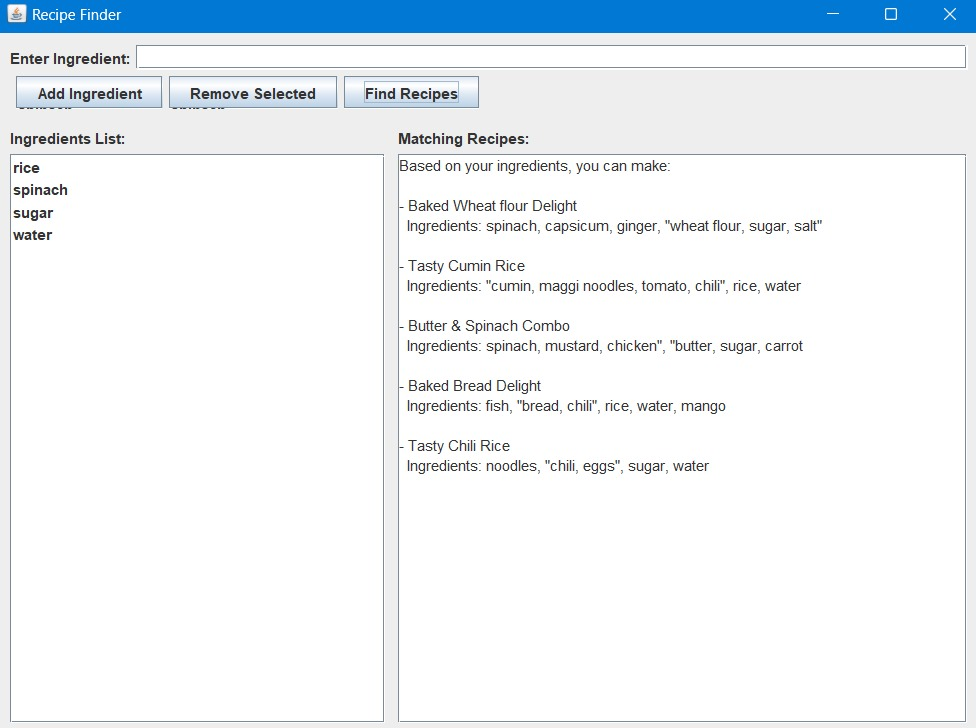 Recipe Finder
Enter Ingredient:
Add Ingredient Remove Selected Find Recipes
Ingredients List:
rice
spinach
sugar
water
Matching Recipes:
Based on your ingredients, you can make:
- Baked Wheat flour Delight
Ingredients: spinach, capsicum, ginger, "wheat flour, sugar, salt"
- Tasty Cumin Rice
Ingredients: "cumin, maggi noodles, tomato, chili", rice, water
- Butter & Spinach Combo
Ingredients: spinach, mustard, chicken", "butter, sugar, carrot
- Baked Bread Delight
Ingredients: fish, "bread, chili", rice, water, mango
- Tasty Chili Rice
Ingredients: noodles, "chili, eggs", sugar, water